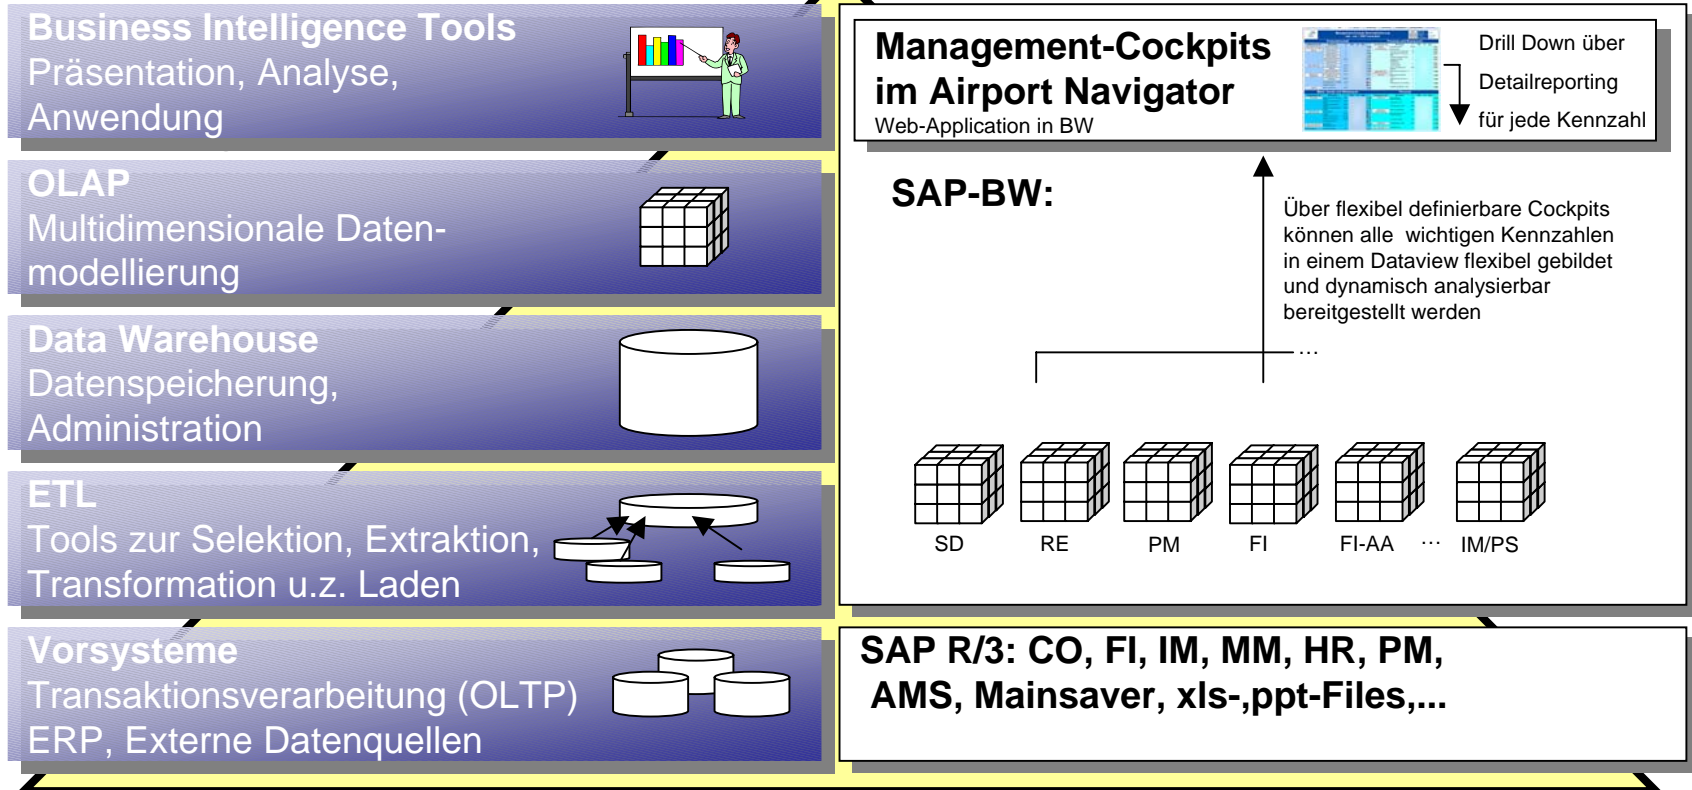 Business Intelligence Tools
Präsentation, Analyse,
Anwendung
OLAP
Multidimensionale Daten-
modellierung
Data Warehouse
Datenspeicherung,
Administration
ETL
Tools zur Selektion, Extraktion,
Transformation u.z. Laden
Vorsysteme
Transaktionsverarbeitung (OLTP)
ERP, Externe Datenquellen
Management-Cockpits
im Airport Navigator
Web-Application in BW
Drill Down über
Detailreporting
für jede Kennzahl
SAP-BW:
Über flexibel definierbare Cockpits
können alle wichtigen Kennzahlen
in einem Dataview flexibel gebildet
und dynamisch analysierbar
bereitgestellt werden
...
SD RE PM FI FI-AA ... IM/PS
SAP R/3: CO, FI, IM, MM, HR, PM,
AMS, Mainsaver, xls-,ppt-Files,...